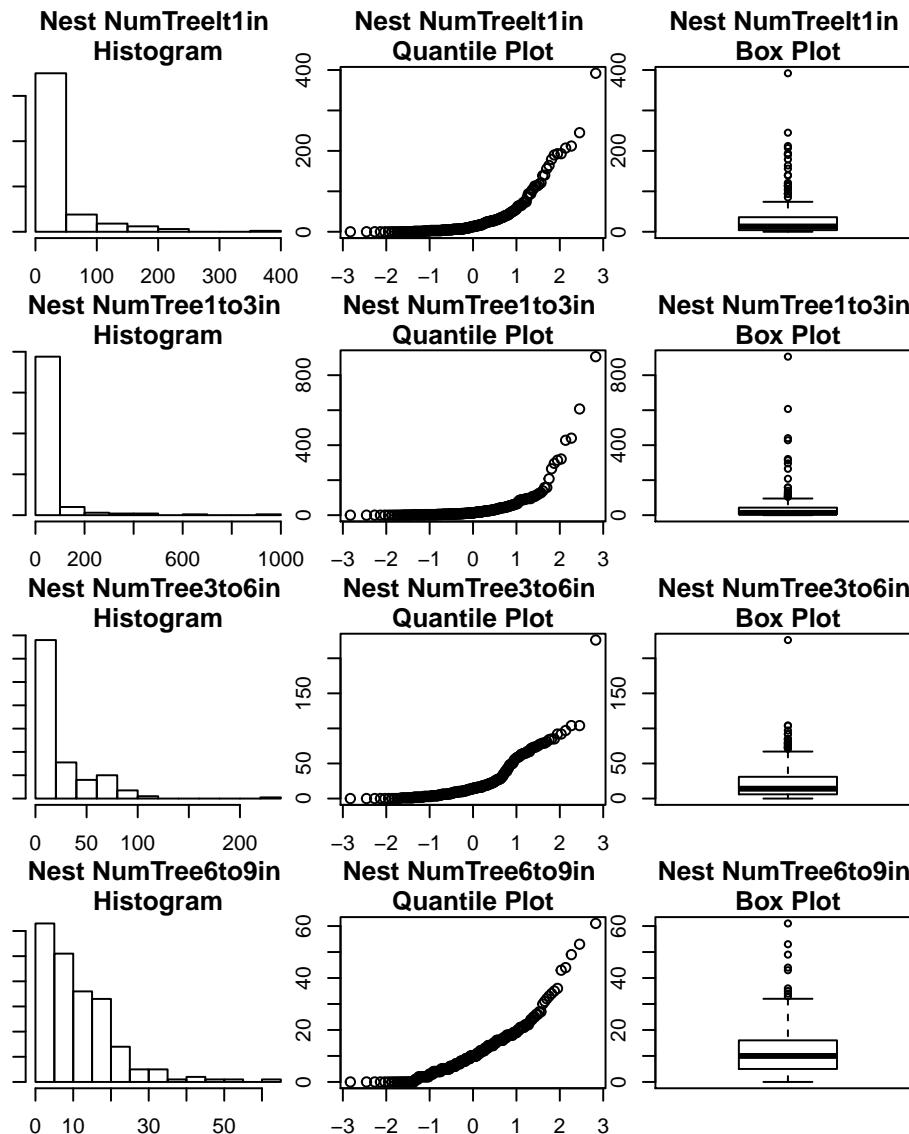 Nest NumTreelt1in Nest NumTreelt1in Nest NumTreelt1in
Histogram Quantile Plot Box Plot
400 400
200 200
0 0
0 100 200 300 400 −3 −2 −1 0 1 2 3
Nest NumTree1to3in Nest NumTree1to3in Nest NumTree1to3in
Histogram Quantile Plot Box Plot
800 800
400 400
0 0
0 200 600 1000 −3 −2 −1 0 1 2 3
Nest NumTree3to6in Nest NumTree3to6in Nest NumTree3to6in
Histogram Quantile Plot Box Plot
150 150
50 50
0 0
0 50 100 200 −3 −2 −1 0 1 2 3
Nest NumTree6to9in Nest NumTree6to9in Nest NumTree6to9in
Histogram Quantile Plot Box Plot
60 60
40 40
20 20
0 0
0 10 30 50 −3 −2 −1 0 1 2 3